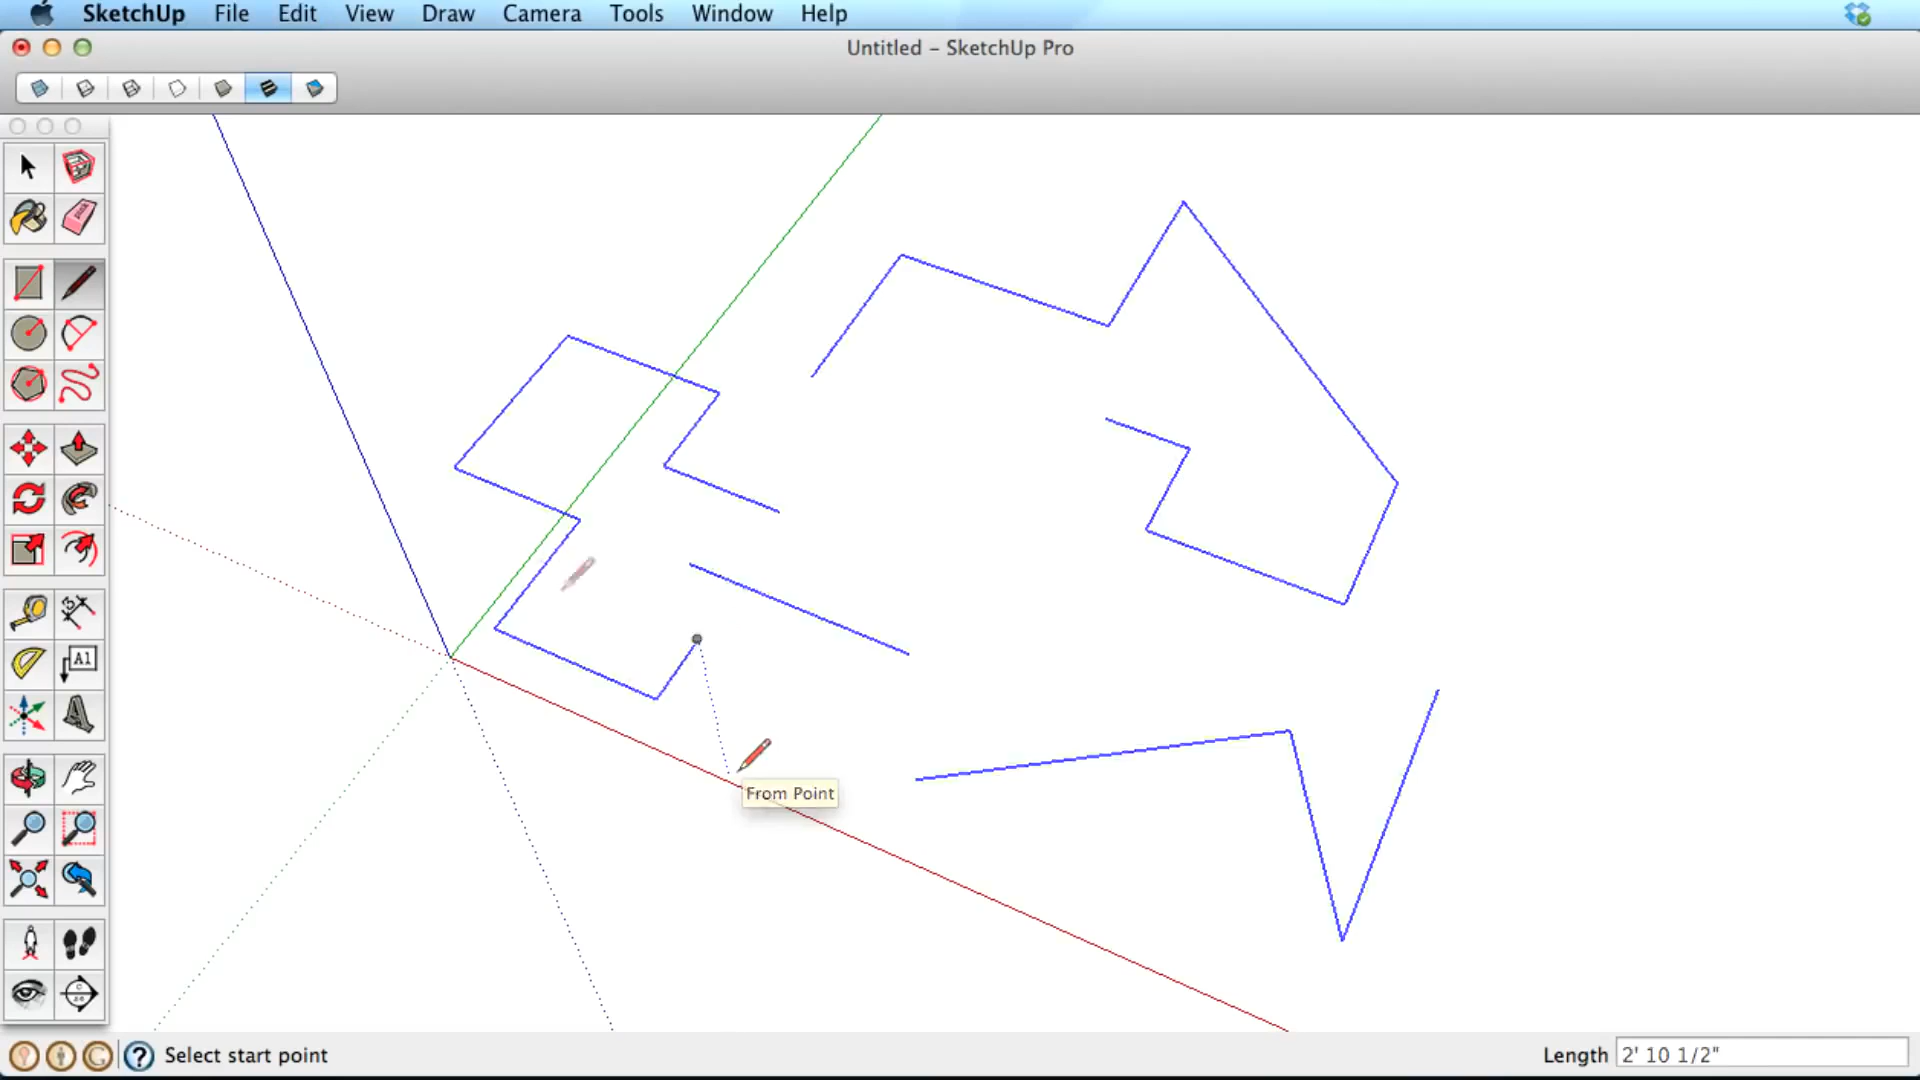 SketchUp File Edit View Draw Camera Tools Window Help
Untitled – SketchUp Pro
A1
From Point
Select start point
Length 2' 10 1/2"